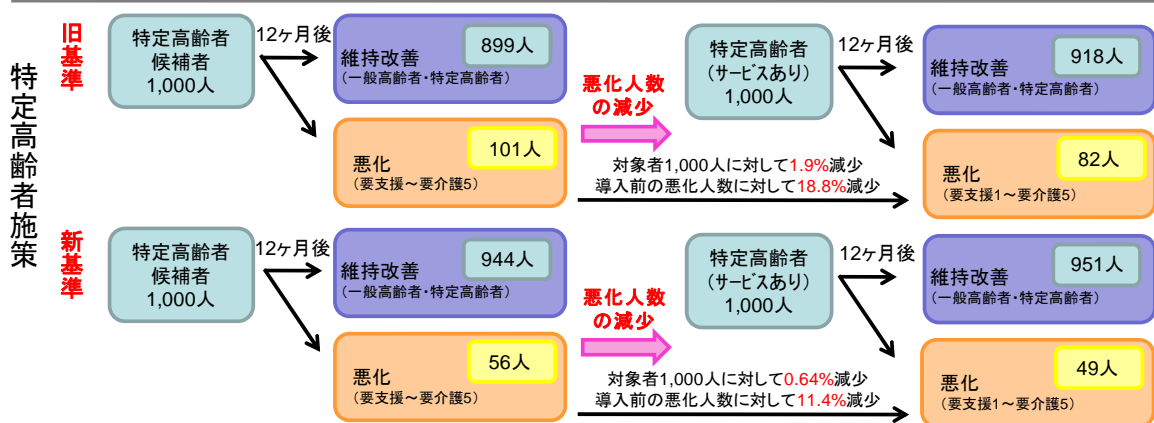 特定高齢者施策
旧基準
特定高齢者
候補者
1,000人
12ヶ月後
維持改善
(一般高齢者・特定高齢者)
899人
悪化
(要支援～要介護5)
101人
悪化人数
の減少
対象者1,000人に対して1.9%減少
導入前の悪化人数に対して18.8%減少
特定高齢者
(サービスあり)
1,000人
12ヶ月後
維持改善
(一般高齢者・特定高齢者)
918人
悪化
(要支援1～要介護5)
82人
新基準
特定高齢者
候補者
1,000人
12ヶ月後
維持改善
(一般高齢者・特定高齢者)
944人
悪化
(要支援～要介護5)
56人
悪化人数
の減少
対象者1,000人に対して0.64%減少
導入前の悪化人数に対して11.4%減少
特定高齢者
(サービスあり)
1,000人
12ヶ月後
維持改善
(一般高齢者・特定高齢者)
951人
悪化
(要支援1～要介護5)
49人